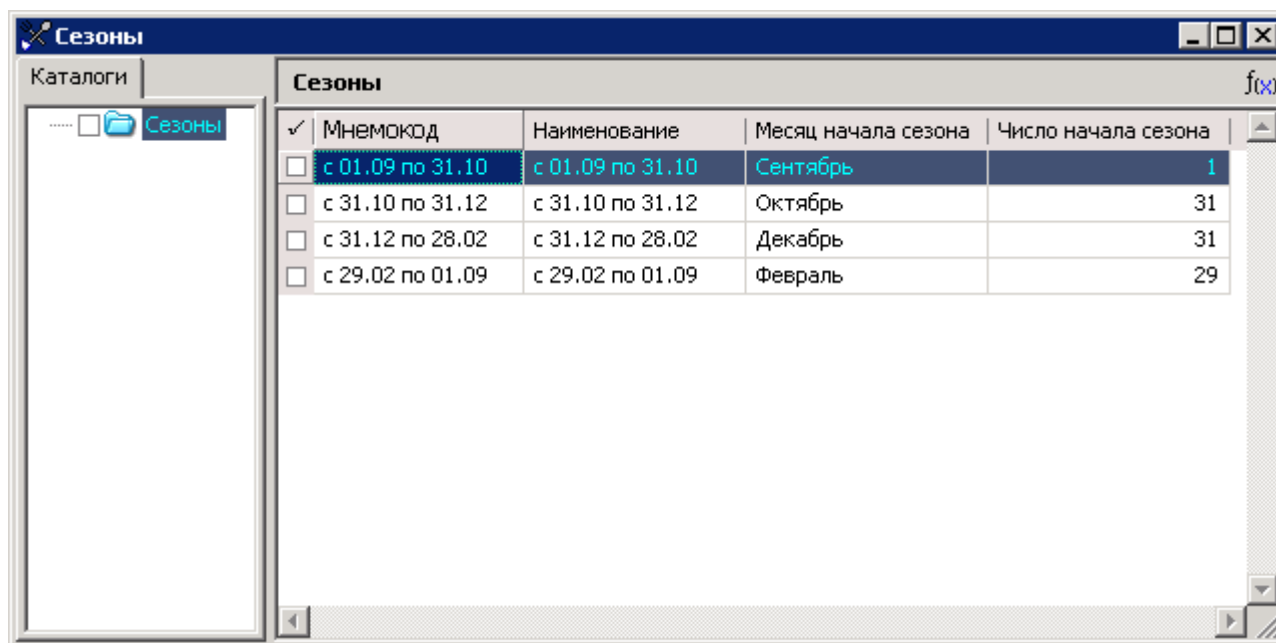 Сезоны
Каталоги
Сезоны
Сезоны
f(x)
✓ Мнемокод Наименование Месяц начала сезона Число начала сезона
с 01.09 по 31.10 с 01.09 по 31.10 Сентябрь 1
с 31.10 по 31.12 с 31.10 по 31.12 Октябрь 31
с 31.12 по 28.02 с 31.12 по 28.02 Декабрь 31
с 29.02 по 01.09 с 29.02 по 01.09 Февраль 29